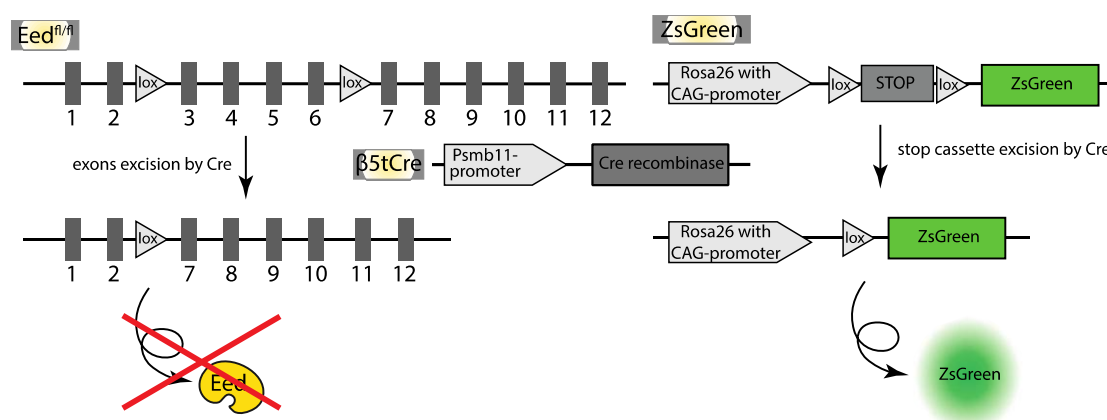 Eed^fl/fl
ZsGreen
lox lox
1 2 3 4 5 6 7 8 9 10 11 12
Rosa26 with
CAG-promoter
lox STOP lox ZsGreen
exons excision by Cre
β5tCre
Psmb11-
promoter
Cre recombinase
stop cassette excision by Cre
lox
1 2 7 8 9 10 11 12
Rosa26 with
CAG-promoter
lox ZsGreen
Eed
ZsGreen